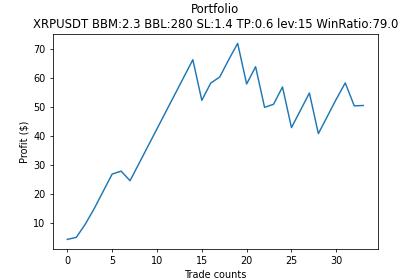 Portfolio
XRPUSDT BBM:2.3 BBL:280 SL:1.4 TP:0.6 lev:15 WinRatio:79.0
70
60
50
40
30
20
10
Profit ($)
0 5 10 15 20 25 30
Trade counts